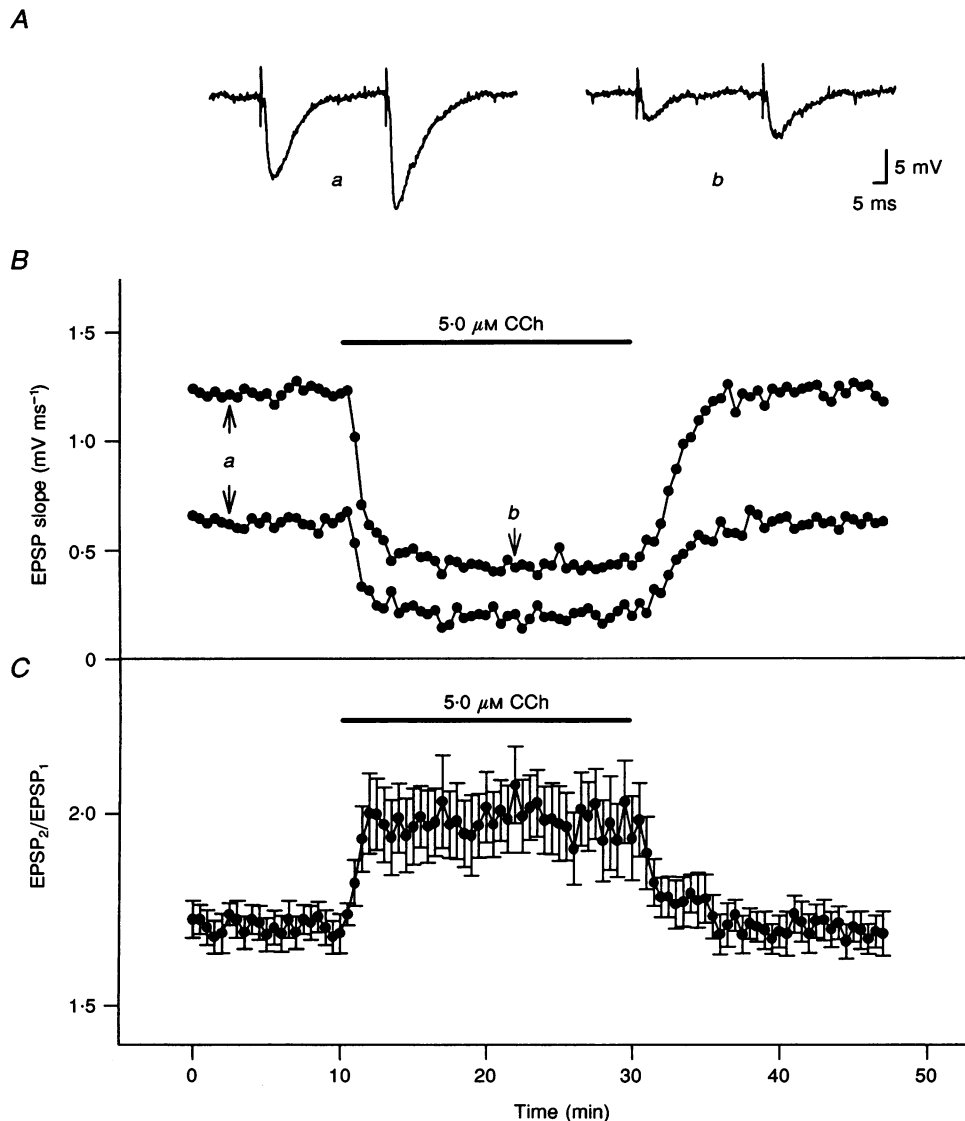 A
a
b
5 mV
5 ms
B
5·0 μM CCh
1·5
1·0
0·5
0
EPSP slope (mV ms⁻¹)
a
b
C
5·0 μM CCh
2·0
1·5
EPSP₂/EPSP₁
0
10
20
30
40
50
Time (min)